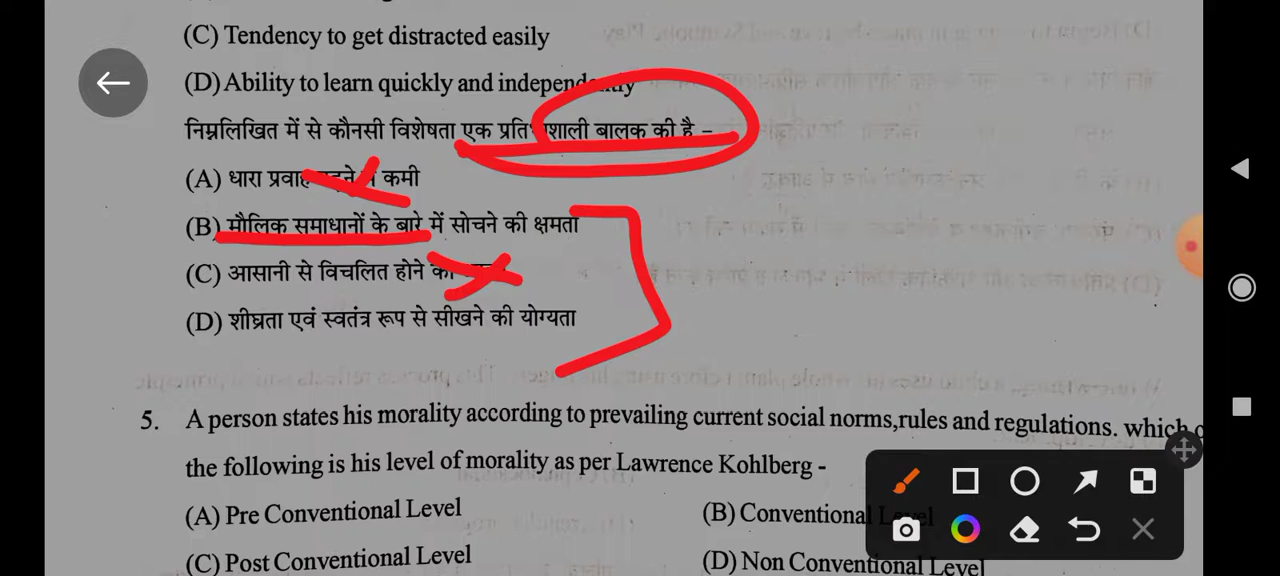 (C) Tendency to get distracted easily
(D) Ability to learn quickly and independently
निम्नलिखित में से कौनसी विशेषता एक प्रतिभाशाली बालक की है –
(A) धारा प्रवाह पढ़ने में कमी
(B) मौलिक समाधानों के बारे में सोचने की क्षमता
(C) आसानी से विचलित होने की
(D) शीघ्रता एवं स्वतंत्र रूप से सीखने की योग्यता
5. A person states his morality according to prevailing current social norms,rules and regulations. which
the following is his level of morality as per Lawrence Kohlberg -
(A) Pre Conventional Level (B) Conventional Level
(C) Post Conventional Level (D) Non Conventional Level